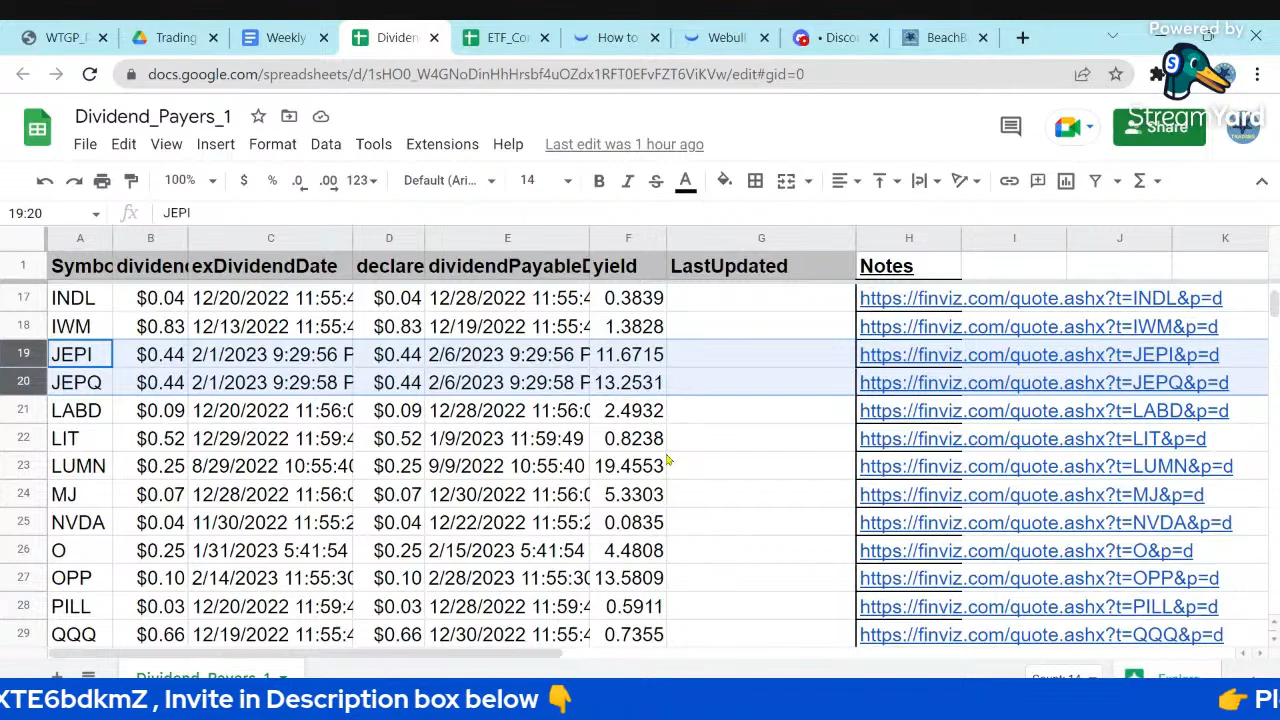 Powered by
StreamYard
WTGP_F
Trading
Weekly
Dividen
ETF_Cor
How to
Webull
• Disco
BeachB
docs.google.com/spreadsheets/d/
/edit#gid=0
Dividend_Payers_1
Share
File Edit View Insert Format Data Tools Extensions Help Last edit was 1 hour ago
100% $ % .0 .00 123 Default (Ari... 14 B I S A
19:20 fx JEPI
A B C D E F G H I J K
1 Symbo dividen exDividendDate declare dividendPayableD yield LastUpdated Notes
17 INDL $0.04 12/20/2022 11:55:4 $0.04 12/28/2022 11:55:4 0.3839 https://finviz.com/quote.ashx?t=INDL&p=d
18 IWM $0.83 12/13/2022 11:55:4 $0.83 12/19/2022 11:55:4 1.3828 https://finviz.com/quote.ashx?t=IWM&p=d
19 JEPI $0.44 2/1/2023 9:29:56 P $0.44 2/6/2023 9:29:56 P 11.6715 https://finviz.com/quote.ashx?t=JEPI&p=d
20 JEPQ $0.44 2/1/2023 9:29:58 P $0.44 2/6/2023 9:29:58 P 13.2531 https://finviz.com/quote.ashx?t=JEPQ&p=d
21 LABD $0.09 12/20/2022 11:56:0 $0.09 12/28/2022 11:56:0 2.4932 https://finviz.com/quote.ashx?t=LABD&p=d
22 LIT $0.52 12/29/2022 11:59:4 $0.52 1/9/2023 11:59:49 0.8238 https://finviz.com/quote.ashx?t=LIT&p=d
23 LUMN $0.25 8/29/2022 10:55:40 $0.25 9/9/2022 10:55:40 19.4553 https://finviz.com/quote.ashx?t=LUMN&p=d
24 MJ $0.07 12/28/2022 11:56:0 $0.07 12/30/2022 11:56:0 5.3303 https://finviz.com/quote.ashx?t=MJ&p=d
25 NVDA $0.04 11/30/2022 11:55:2 $0.04 12/22/2022 11:55:2 0.0835 https://finviz.com/quote.ashx?t=NVDA&p=d
26 O $0.25 1/31/2023 5:41:54 $0.25 2/15/2023 5:41:54 4.4808 https://finviz.com/quote.ashx?t=O&p=d
27 OPP $0.10 2/14/2023 11:55:30 $0.10 2/28/2023 11:55:30 13.5809 https://finviz.com/quote.ashx?t=OPP&p=d
28 PILL $0.03 12/20/2022 11:59:4 $0.03 12/28/2022 11:59:4 0.5911 https://finviz.com/quote.ashx?t=PILL&p=d
29 QQQ $0.66 12/19/2022 11:55:4 $0.66 12/30/2022 11:55:4 0.7355 https://finviz.com/quote.ashx?t=QQQ&p=d
Dividend_Payers_1
Count: 14
Explore
XTE6bdkmZ , Invite in Description box below 👇 👉 Pl